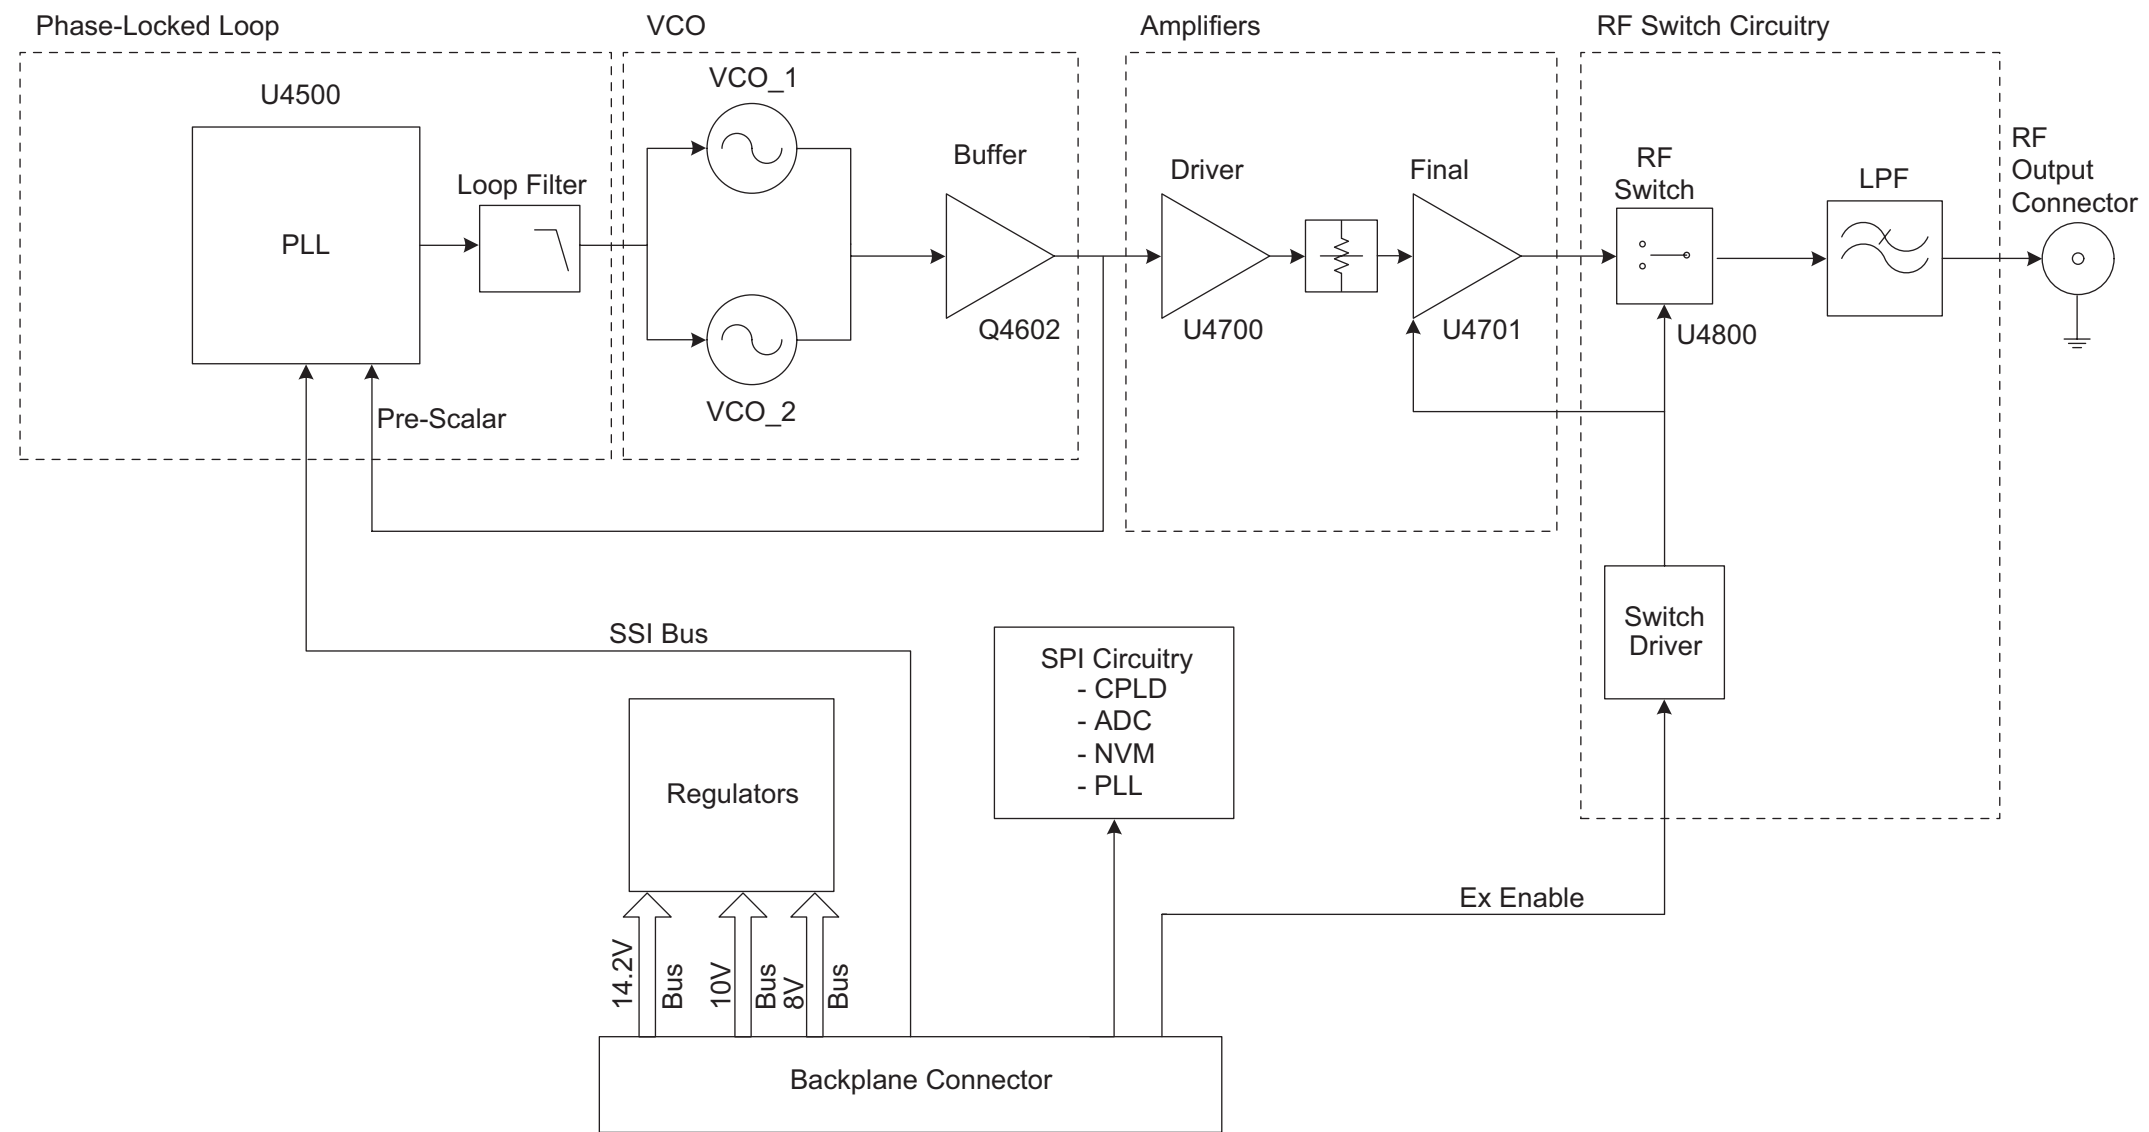 Phase-Locked Loop
VCO
Amplifiers
RF Switch Circuitry
U4500
PLL
Loop Filter
Pre-Scalar
VCO_1
VCO_2
Buffer
Q4602
Driver
U4700
Final
U4701
RF
Switch
U4800
LPF
RF
Output
Connector
Switch
Driver
SSI Bus
SPI Circuitry
- CPLD
- ADC
- NVM
- PLL
Regulators
Ex Enable
14.2V
Bus
10V
Bus
8V
Bus
Backplane Connector